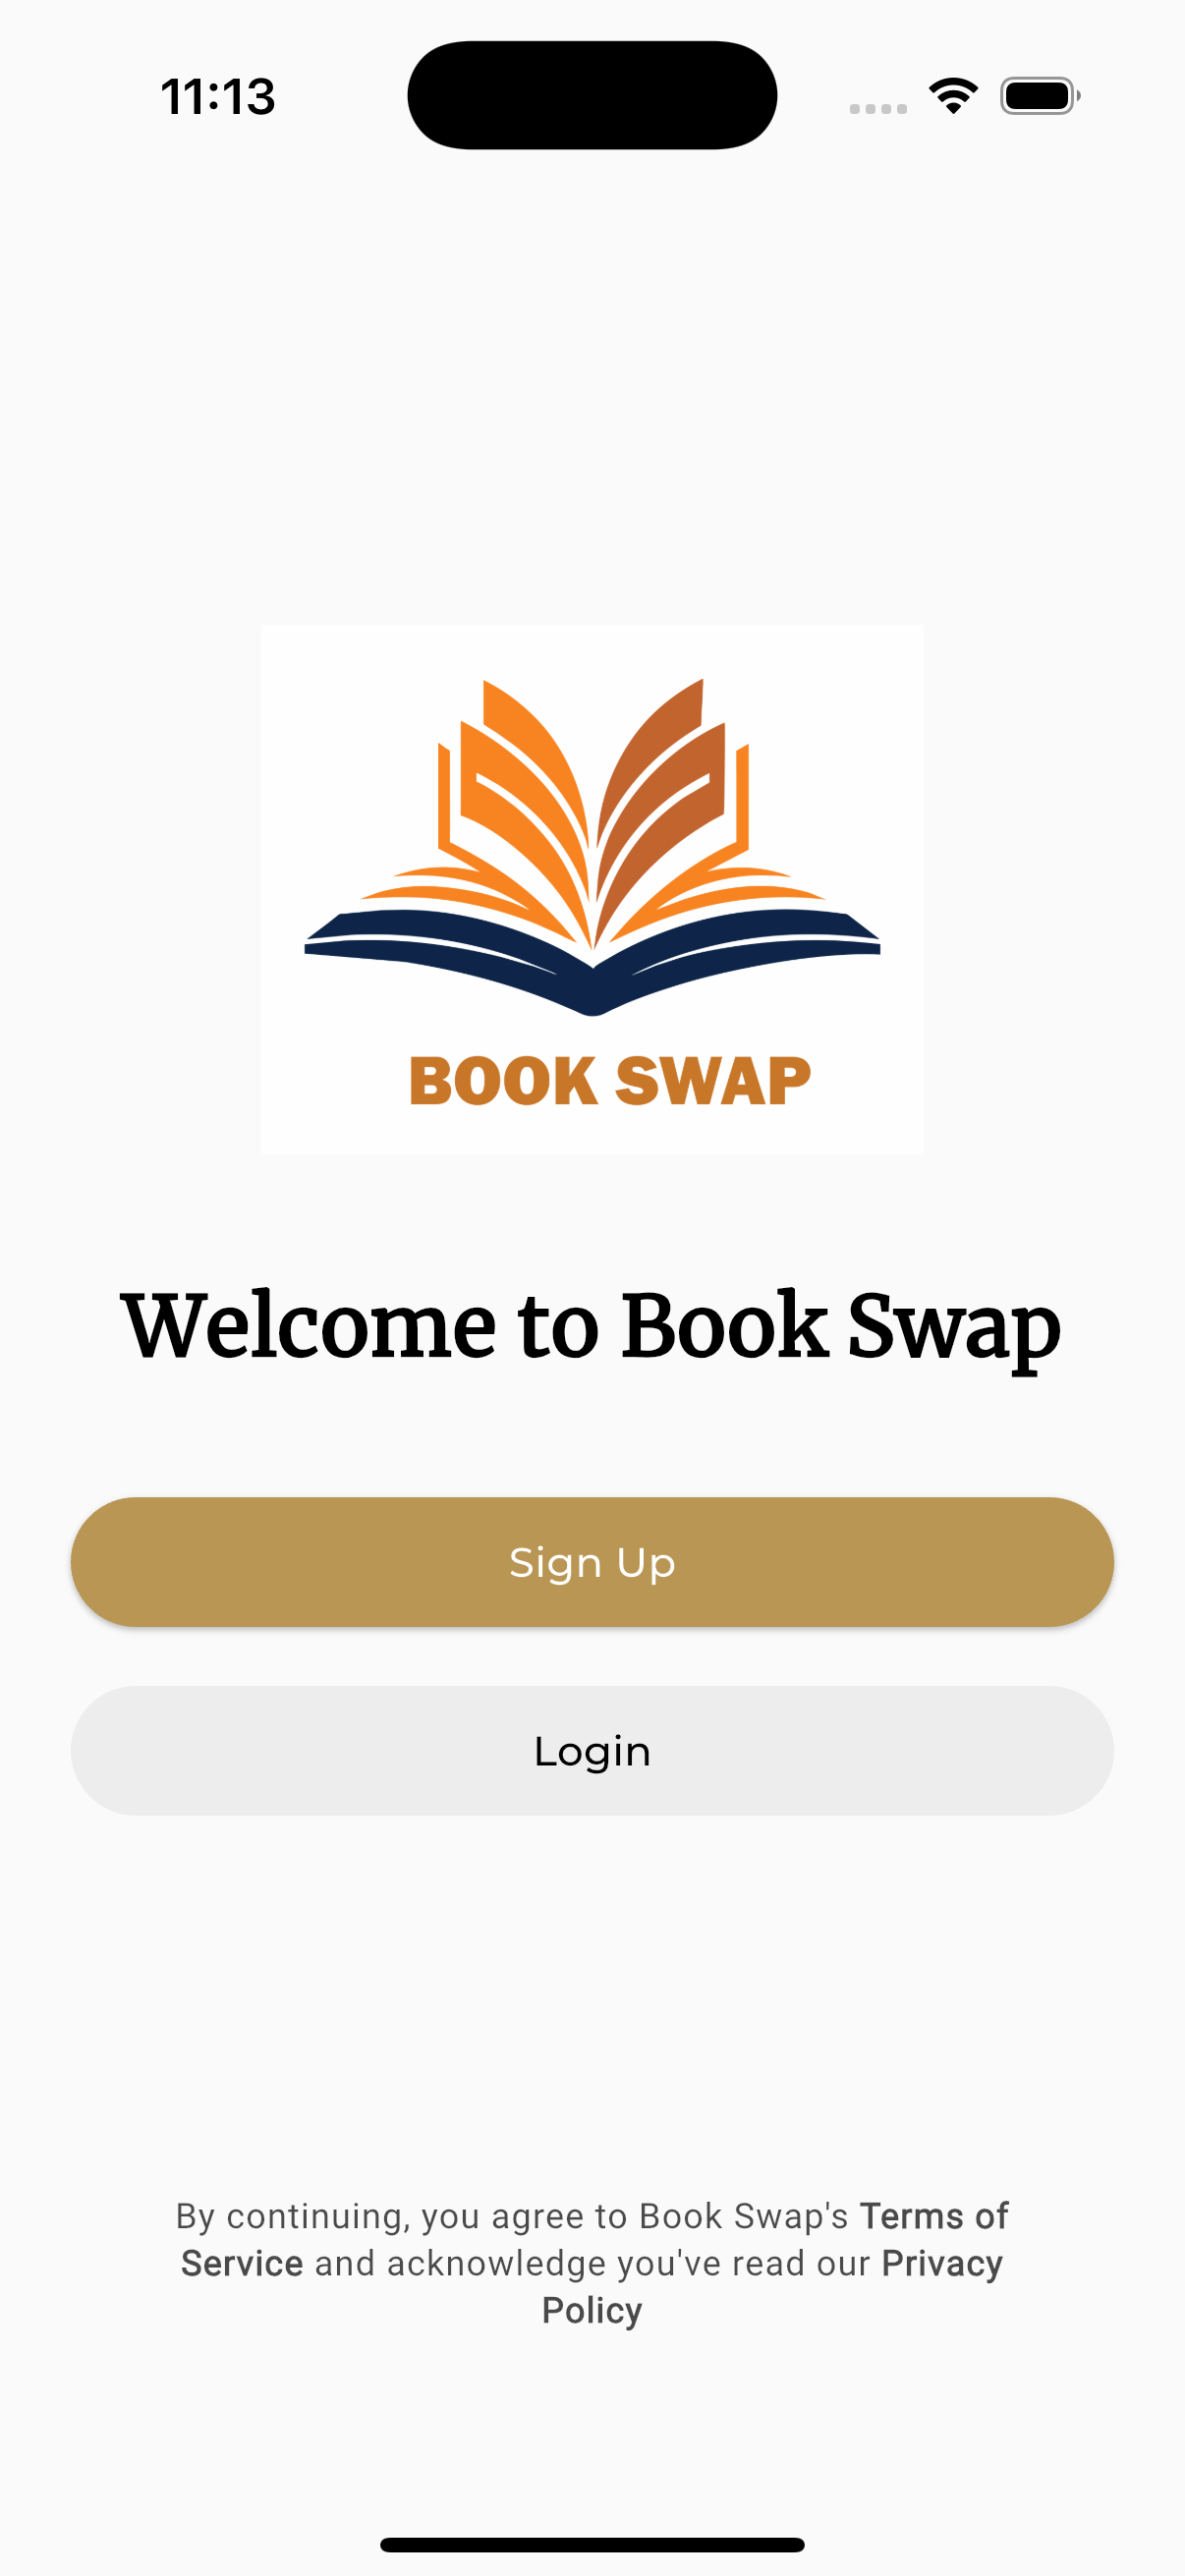 11:13
BOOK SWAP
Welcome to Book Swap
Sign Up
Login
By continuing, you agree to Book Swap's Terms of
Service and acknowledge you've read our Privacy
Policy